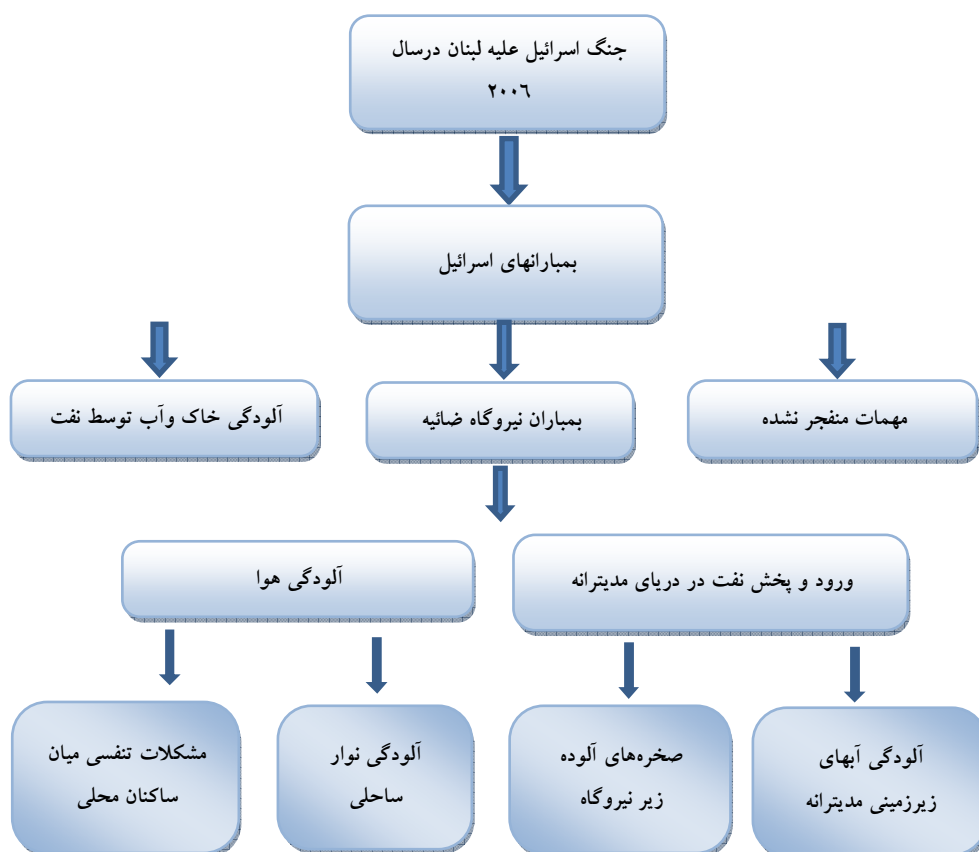 جنگ اسرائیل علیه لبنان درسال
٢٠٠٦
بمبارانهای اسرائیل
مهمات منفجر نشده
بمباران نیروگاه ضائیه
آلودگی خاک وآب توسط نفت
ورود و پخش نفت در دریای مدیترانه
آلودگی هوا
آلودگی آبهای
زیرزمینی مدیترانه
صخره‌های آلوده
زیر نیروگاه
آلودگی نوار
ساحلی
مشکلات تنفسی میان
ساکنان محلی